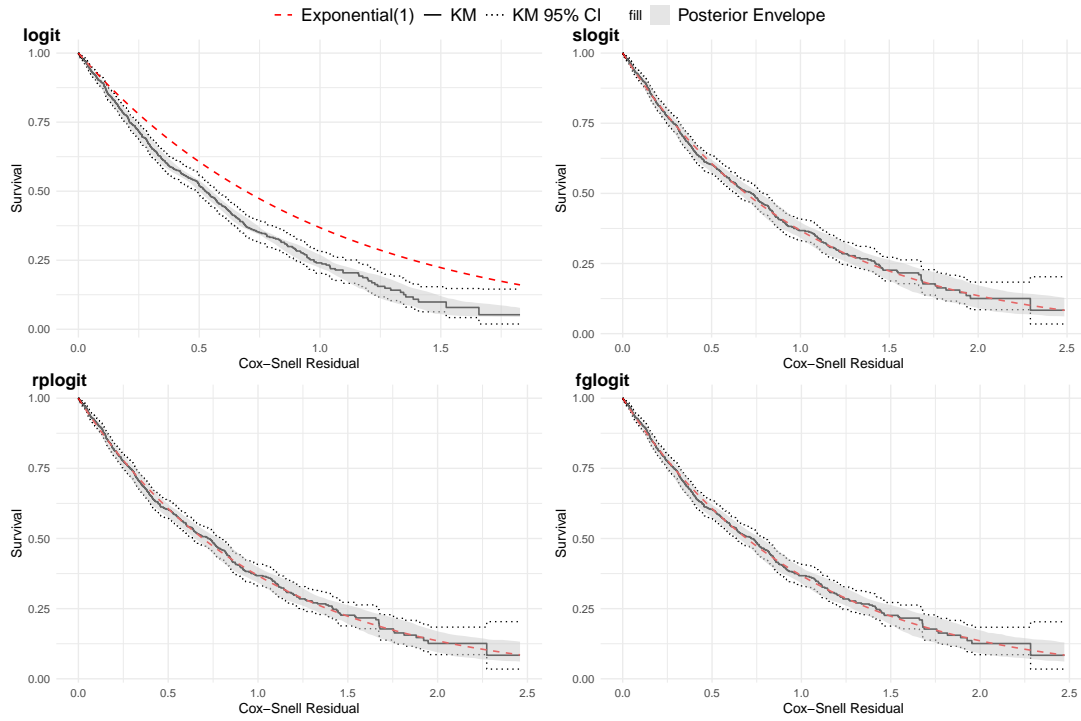 Exponential(1) KM KM 95% CI fill Posterior Envelope
logit
1.00
0.75
0.50
0.25
0.00
Survival
0.0 0.5 1.0 1.5
Cox−Snell Residual
slogit
1.00
0.75
0.50
0.25
0.00
Survival
0.0 0.5 1.0 1.5 2.0 2.5
Cox−Snell Residual
rplogit
1.00
0.75
0.50
0.25
0.00
Survival
0.0 0.5 1.0 1.5 2.0 2.5
Cox−Snell Residual
fglogit
1.00
0.75
0.50
0.25
0.00
Survival
0.0 0.5 1.0 1.5 2.0 2.5
Cox−Snell Residual